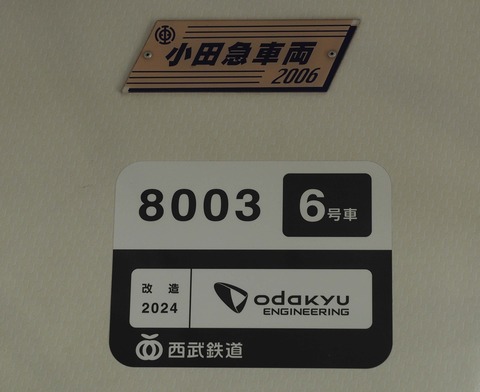 小田急車両
2006
8003
6号車
改造
2024
odakyu
ENGINEERING
西武鉄道